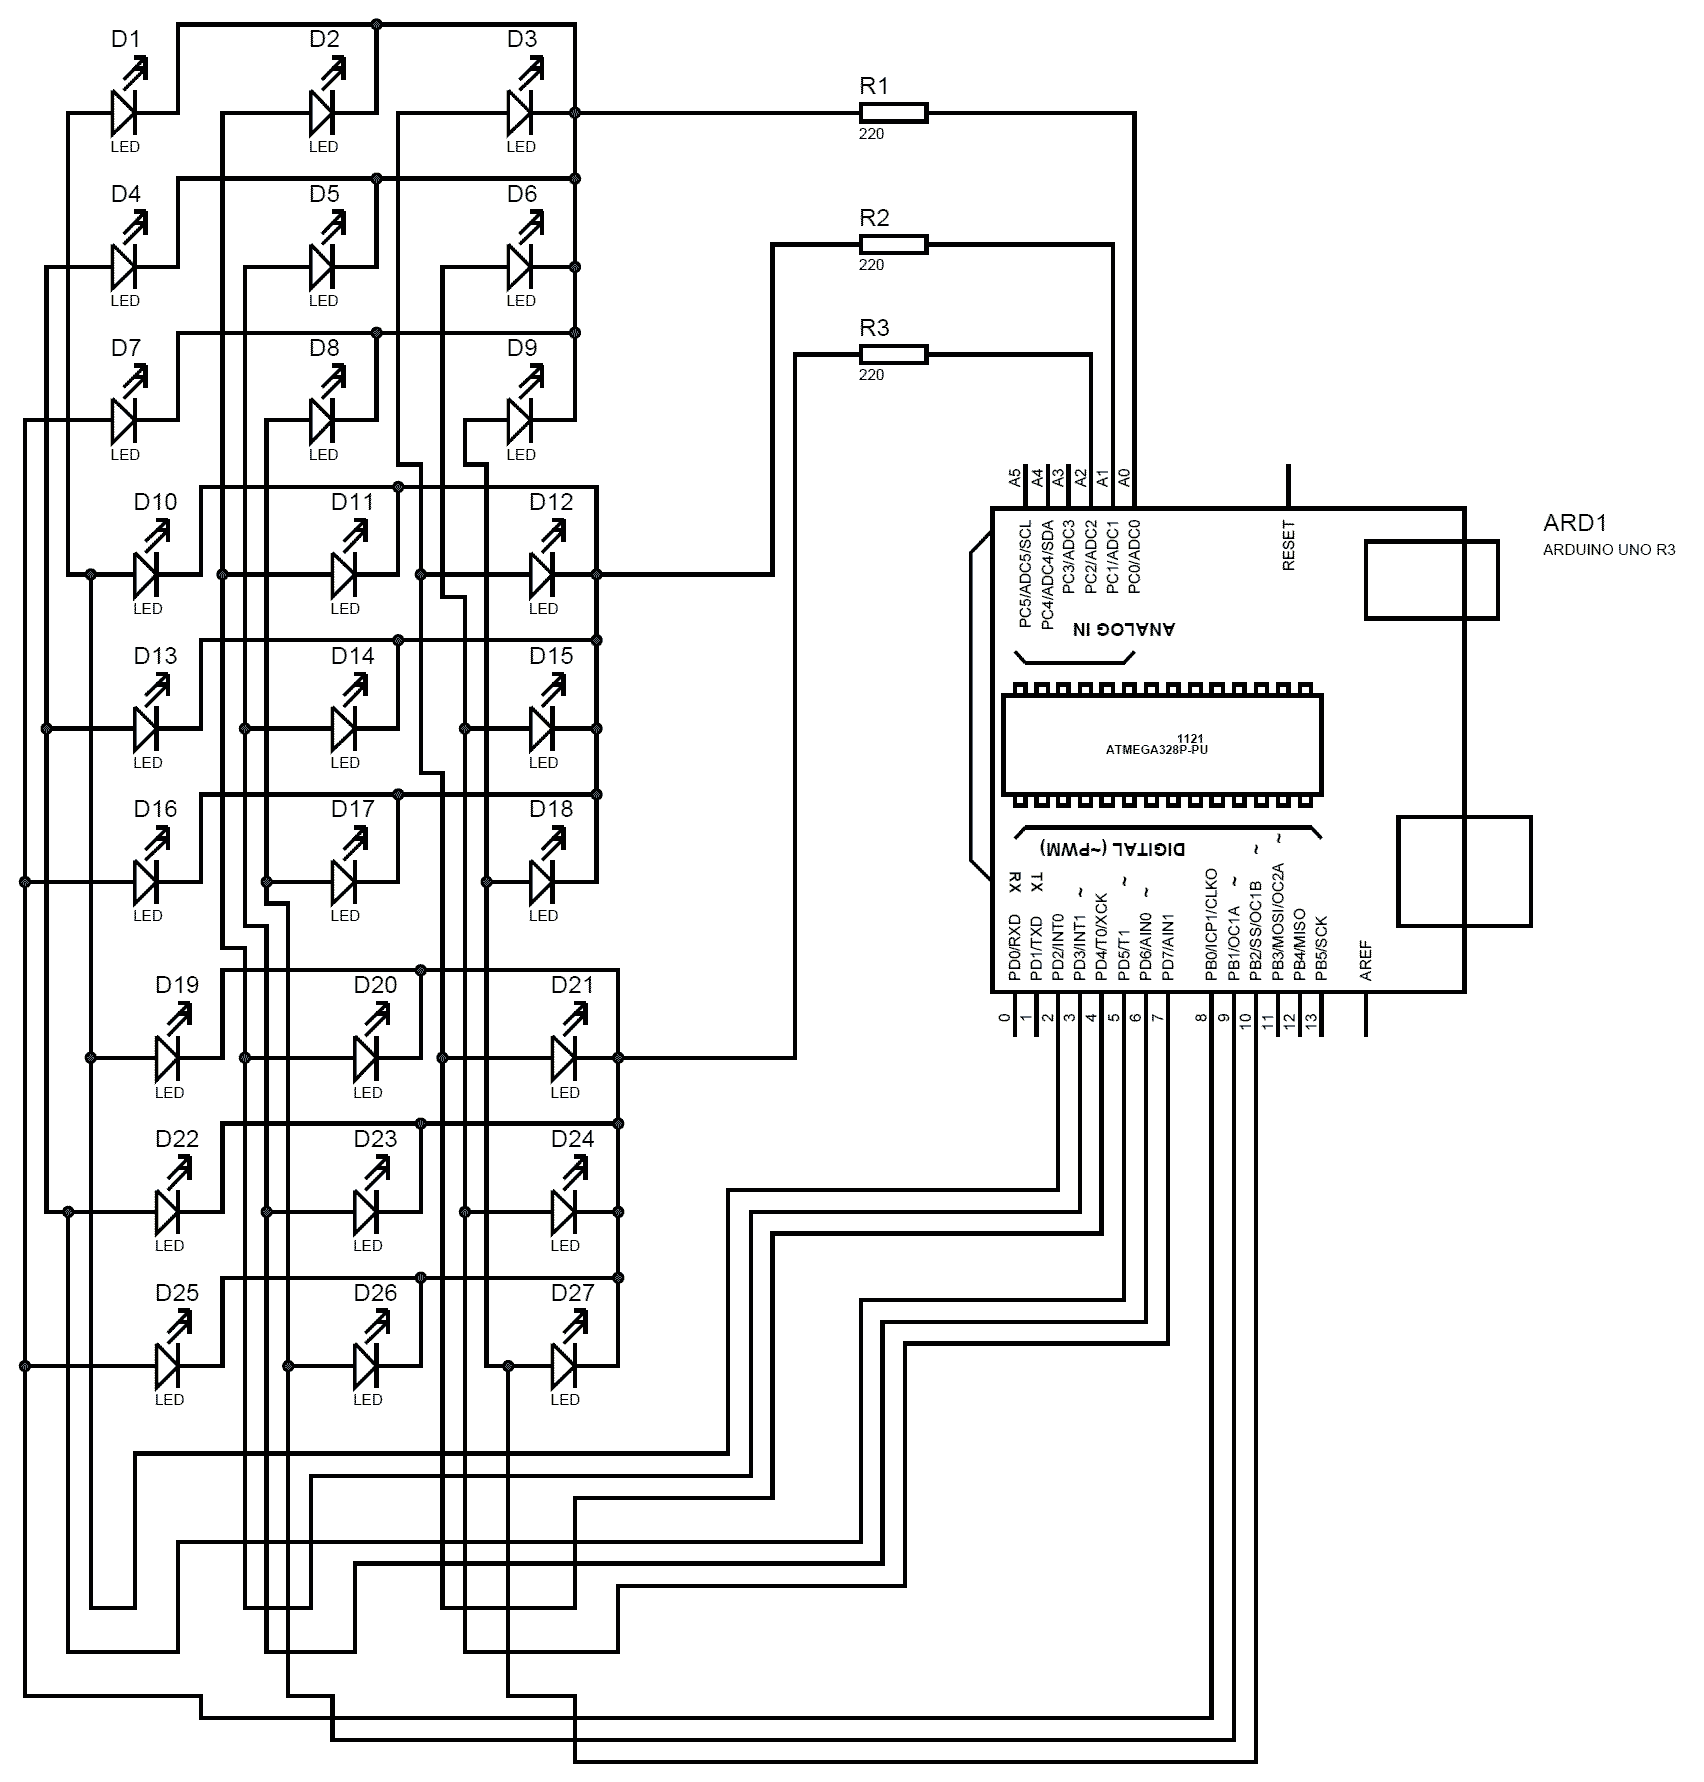 D1
D2
D3
LED
LED
LED
R1
220
D4
D5
D6
LED
LED
LED
R2
220
D7
D8
D9
LED
LED
LED
R3
220
D10
D11
D12
LED
LED
LED
D13
D14
D15
LED
LED
LED
D16
D17
D18
LED
LED
LED
D19
D20
D21
LED
LED
LED
D22
D23
D24
LED
LED
LED
D25
D26
D27
LED
LED
LED
A5
A4
A3
A2
A1
A0
PC5/ADC5/SCL
PC4/ADC4/SDA
PC3/ADC3
PC2/ADC2
PC1/ADC1
PC0/ADC0
RESET
ARD1
ARDUINO UNO R3
ANALOG IN
1121
ATMEGA328P-PU
DIGITAL (~PWM)
RX
TX
~
~
~
~
~
~
PD0/RXD
PD1/TXD
PD2/INT0
PD3/INT1
PD4/T0/XCK
PD5/T1
PD6/AIN0
PD7/AIN1
PB0/ICP1/CLKO
PB1/OC1A
PB2/SS/OC1B
PB3/MOSI/OC2A
PB4/MISO
PB5/SCK
AREF
0
1
2
3
4
5
6
7
8
9
10
11
12
13